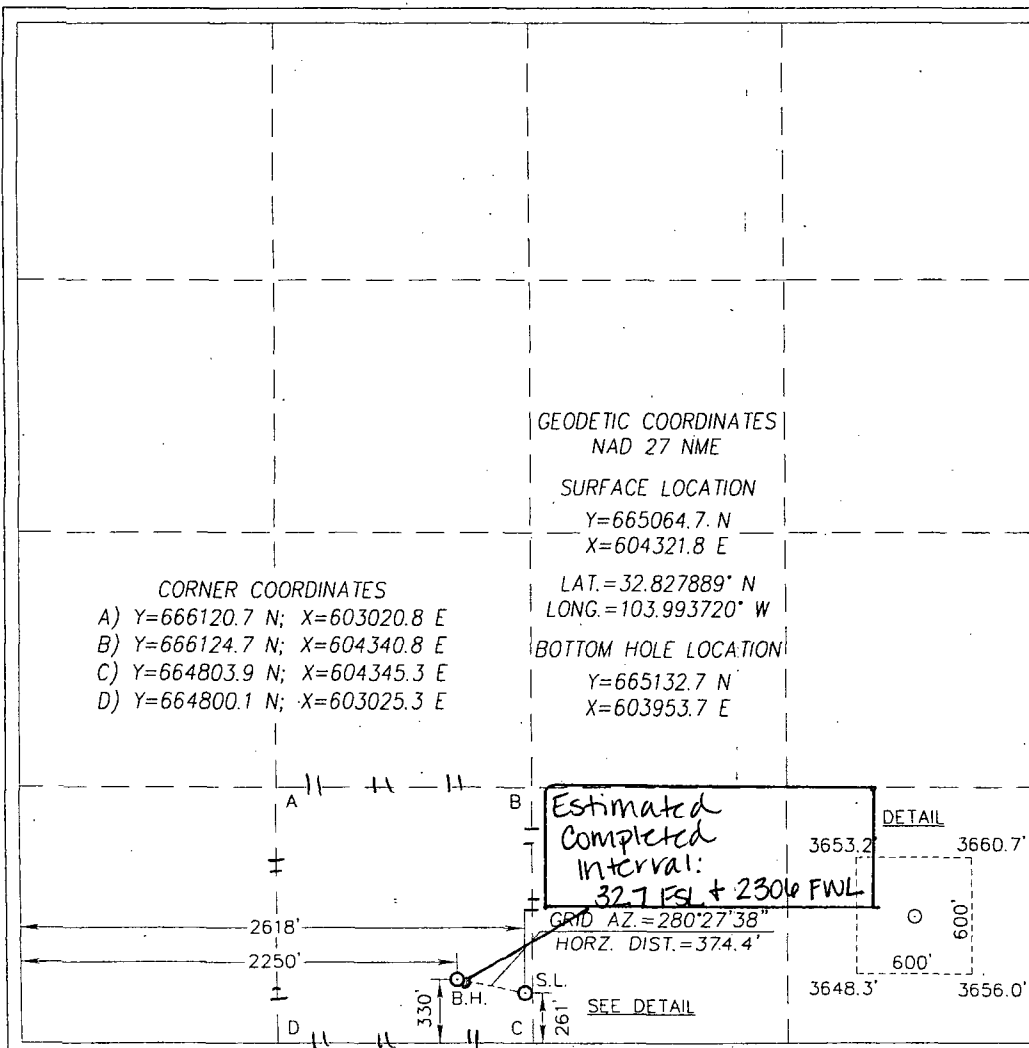 GEODETIC COORDINATES
NAD 27 NME
SURFACE LOCATION
Y=665064.7 N
X=604321.8 E
LAT.=32.827889° N
LONG.=103.993720° W
BOTTOM HOLE LOCATION
Y=665132.7 N
X=603953.7 E
CORNER COORDINATES
A) Y=666120.7 N; X=603020.8 E
B) Y=666124.7 N; X=604340.8 E
C) Y=664803.9 N; X=604345.3 E
D) Y=664800.1 N; X=603025.3 E
A
B
Estimated
Completed
Interval:
327 FSL + 2306 FWL
DETAIL
3653.2'
3660.7'
600'
600'
3648.3'
3656.0'
GRID AZ.=280°27'38"
HORZ. DIST.=374.4'
2618'
2250'
330'
B.H.
S.L.
261'
SEE DETAIL
D
C